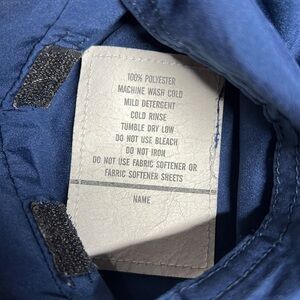 100% POLYESTER
MACHINE WASH COLD
MILD DETERGENT
COLD RINSE
TUMBLE DRY LOW
DO NOT USE BLEACH
DO NOT IRON
DO NOT USE FABRIC SOFTENER OR
FABRIC SOFTENER SHEETS
NAME